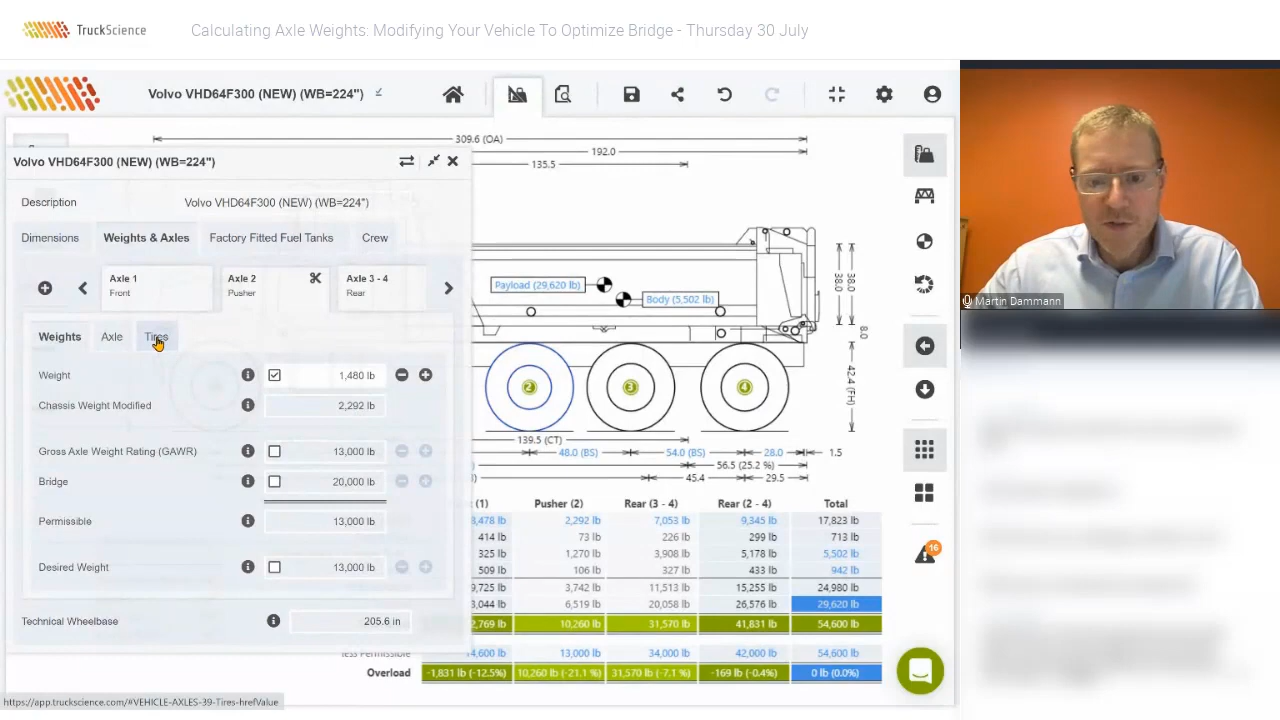 TruckScience
Calculating Axle Weights: Modifying Your Vehicle To Optimize Bridge - Thursday 30 July
Volvo VHD64F300 (NEW) (WB=224")
309.6 (OA)
192.0
135.5
Volvo VHD64F300 (NEW) (WB=224")
Description
Volvo VHD64F300 (NEW) (WB=224")
Dimensions
Weights & Axles
Factory Fitted Fuel Tanks
Crew
Axle 1
Front
Axle 2
Pusher
Axle 3 - 4
Rear
Weights
Axle
Tires
Weight
1,480 lb
Chassis Weight Modified
2,292 lb
Gross Axle Weight Rating (GAWR)
13,000 lb
Bridge
20,000 lb
Permissible
13,000 lb
Desired Weight
13,000 lb
Technical Wheelbase
205.6 in
Payload (29,620 lb)
Body (5,502 lb)
38.0
38.0
8.0
42.4 (FH)
2
3
4
139.5 (CT)
48.0 (BS)
54.0 (BS)
28.0
1.5
56.5 (25.2 %)
45.4
29.5
(1) Pusher (2) Rear (3 - 4) Rear (2 - 4) Total
,478 lb 2,292 lb 7,053 lb 9,345 lb 17,823 lb
414 lb 73 lb 226 lb 299 lb 713 lb
325 lb 1,270 lb 3,908 lb 5,178 lb 5,502 lb
509 lb 106 lb 327 lb 433 lb 942 lb
,725 lb 3,742 lb 11,513 lb 15,255 lb 24,980 lb
,044 lb 6,519 lb 20,058 lb 26,576 lb 29,620 lb
,769 lb 10,260 lb 31,570 lb 41,831 lb 54,600 lb
less Permissible 14,600 lb 13,000 lb 34,000 lb 42,000 lb 54,600 lb
Overload -1,831 lb (-12.5%) 10,260 lb (-21.1 %) 31,570 lb (-7.1 %) -169 lb (-0.4%) 0 lb (0.0%)
16
https://app.truckscience.com/#VEHICLE-AXLES-39-Tires-hrefValue
Martin Dammann